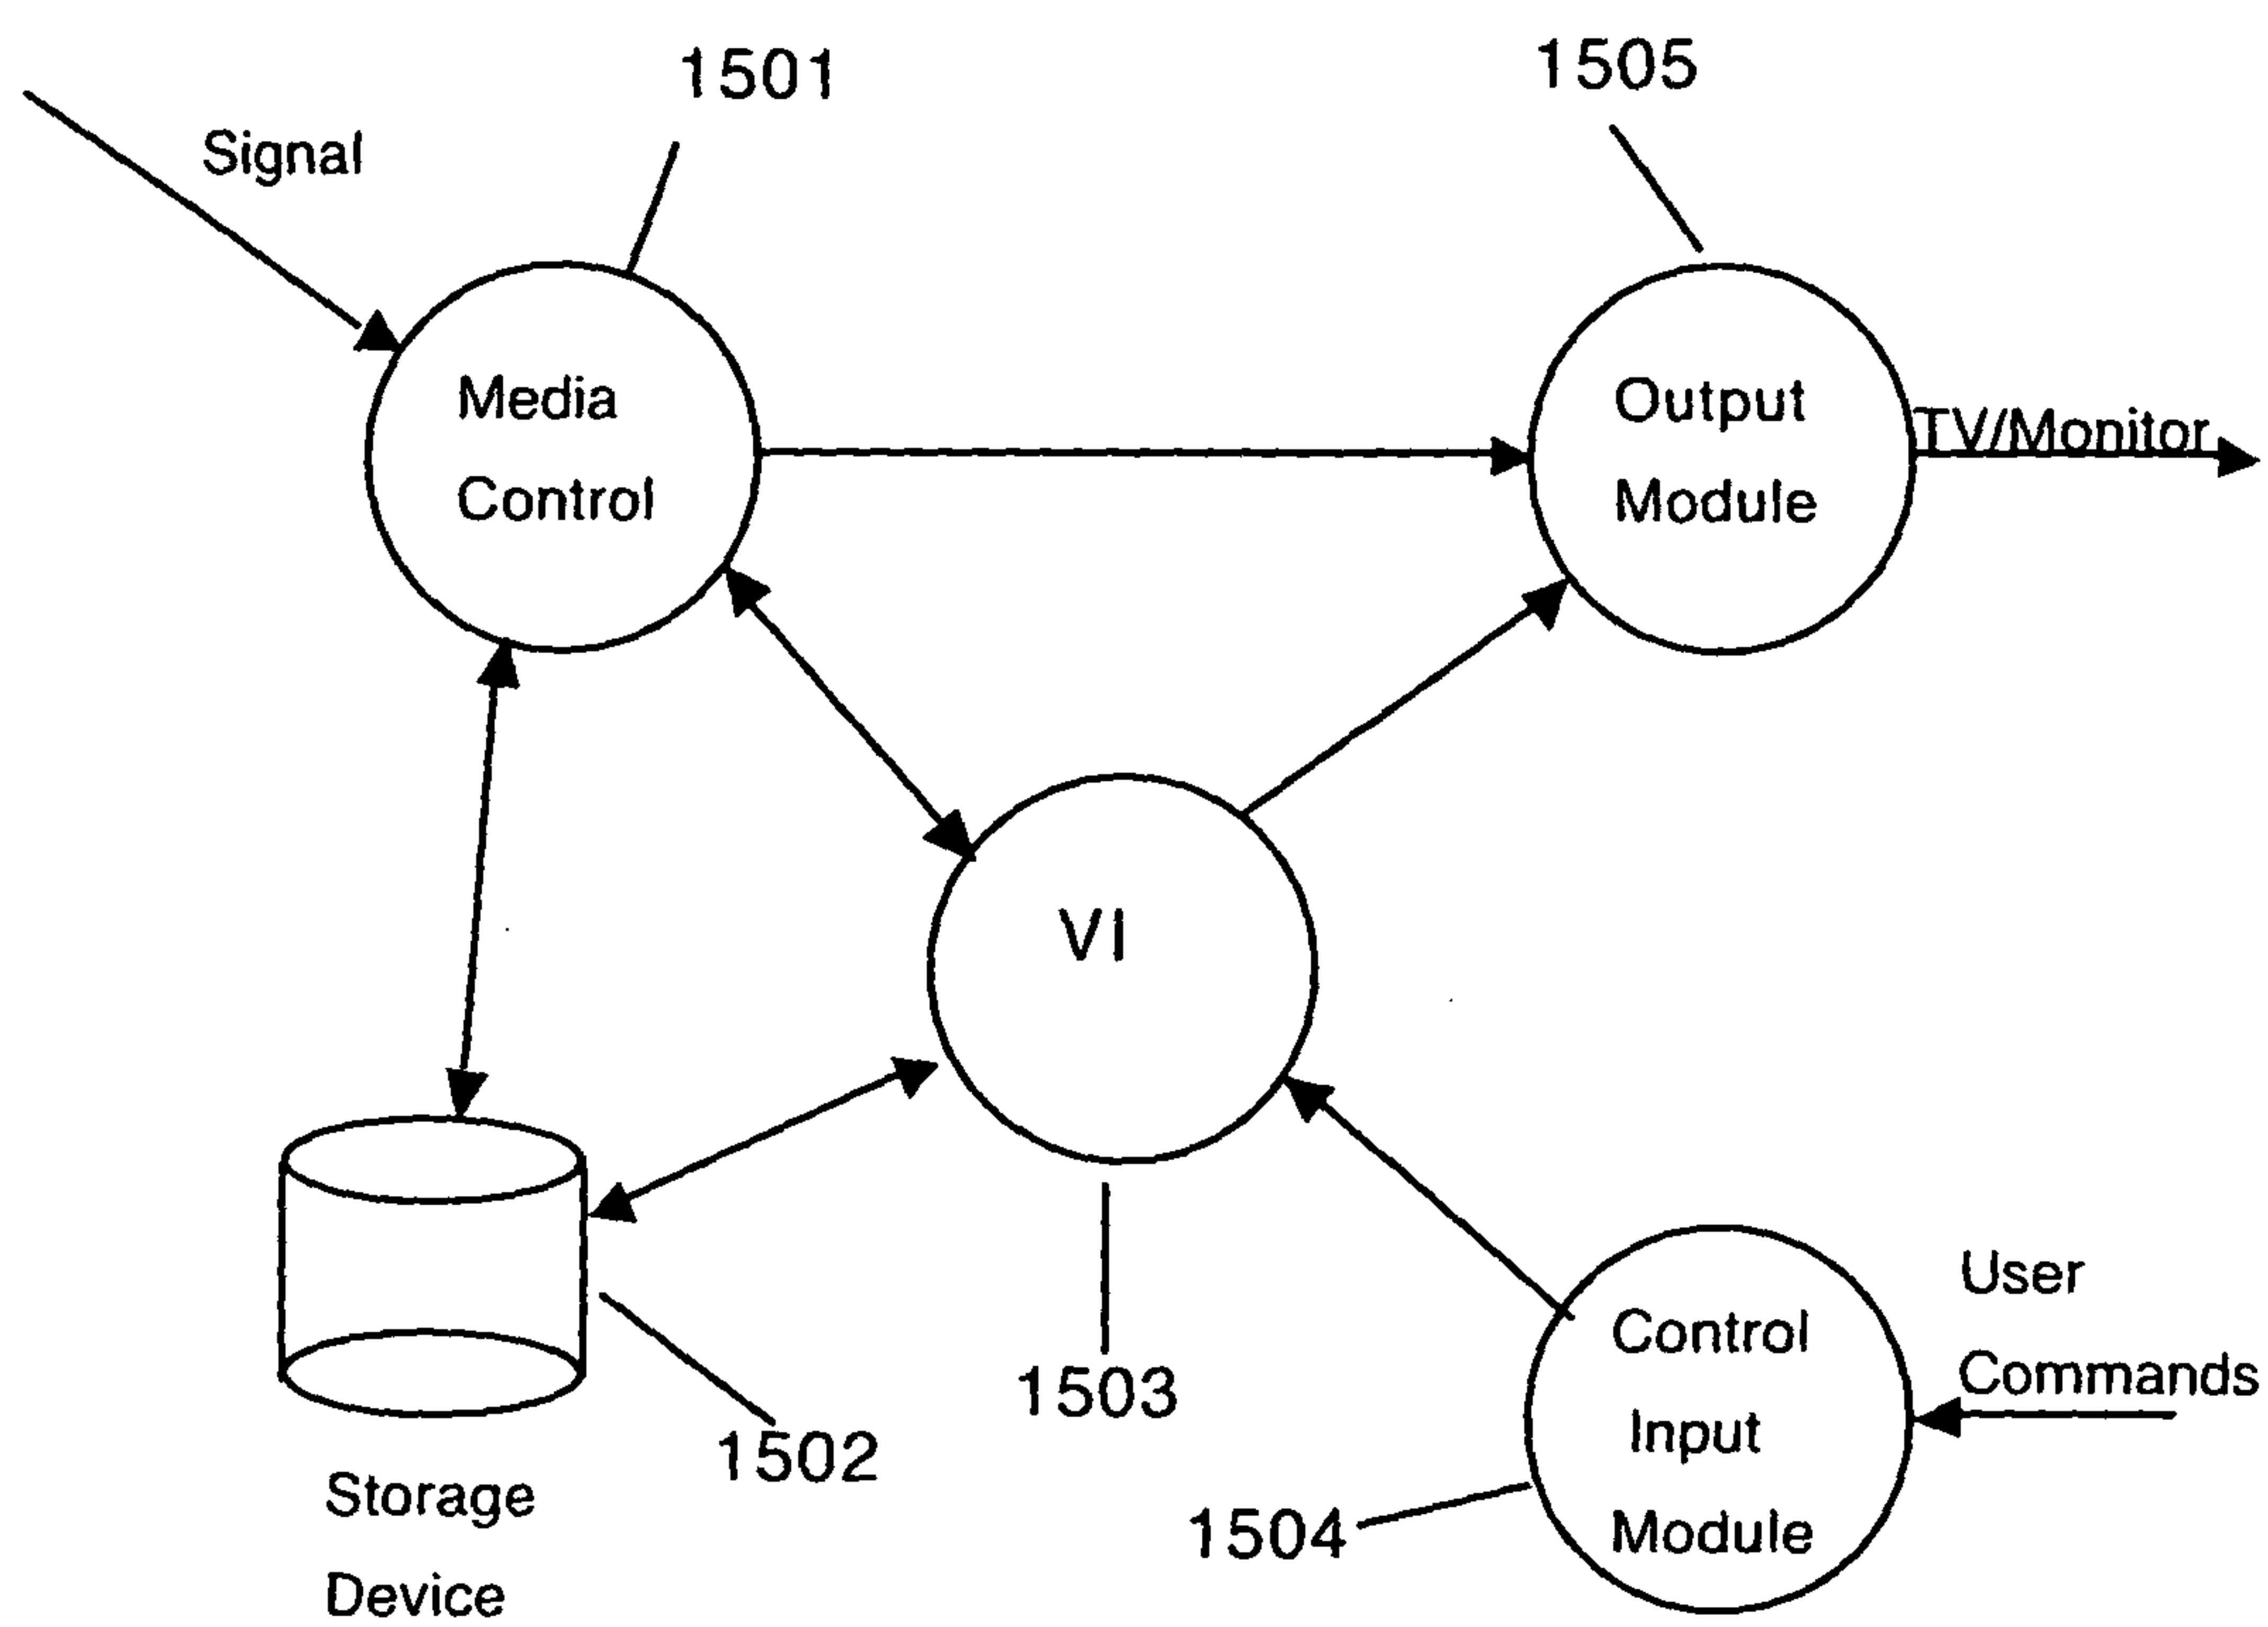 1501
1505
Signal
Media
Control
Output
Module
TV/Monitor
VI
User
Commands
Control
Input
Module
1503
1502
1504
Storage
Device